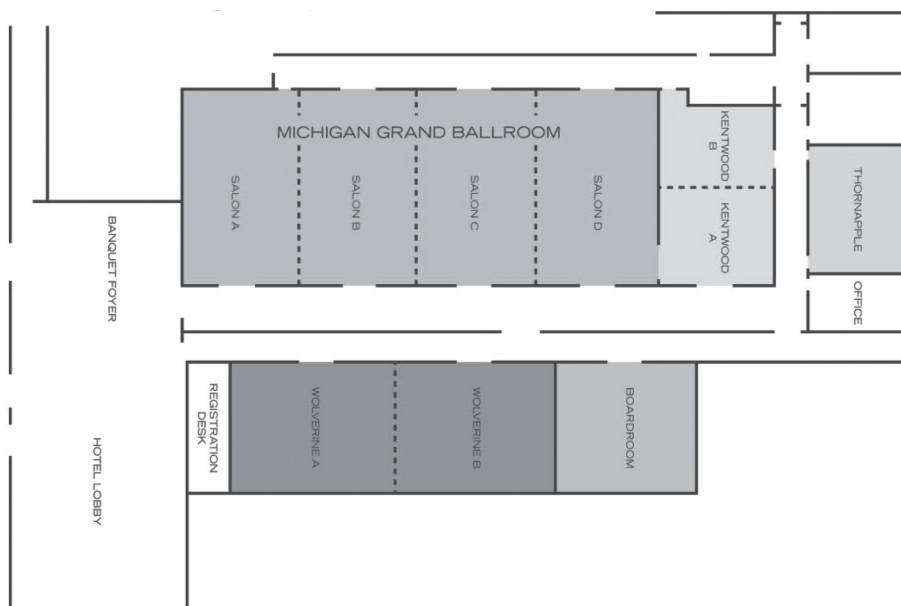 MICHIGAN GRAND BALLROOM
SALON A
SALON B
SALON C
SALON D
KENTWOOD
B
KENTWOOD
A
THORNAPPLE
OFFICE
BANQUET FOYER
HOTEL LOBBY
REGISTRATION
DESK
WOLVERINE A
WOLVERINE B
BOARDROOM